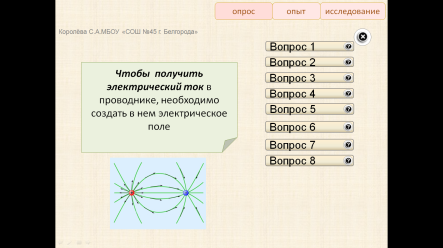 опрос опыт исследование
Королёва С.А.МБОУ «СОШ №45 г. Белгорода»
Вопрос 1
Вопрос 2
Чтобы получить
электрический ток в
проводнике, необходимо
создать в нем электрическое
поле
Вопрос 3
Вопрос 4
Вопрос 5
Вопрос 6
Вопрос 7
Вопрос 8